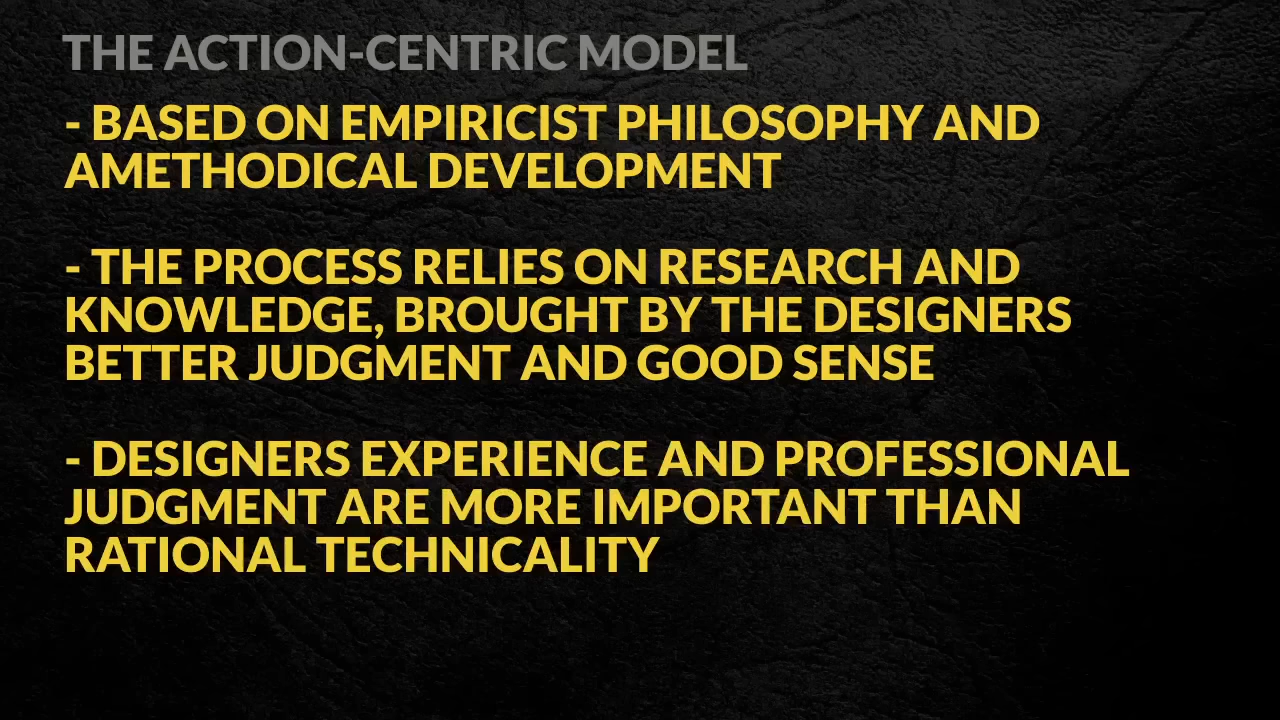 THE ACTION-CENTRIC MODEL
- BASED ON EMPIRICIST PHILOSOPHY AND
AMETHODICAL DEVELOPMENT
- THE PROCESS RELIES ON RESEARCH AND
KNOWLEDGE, BROUGHT BY THE DESIGNERS
BETTER JUDGMENT AND GOOD SENSE
- DESIGNERS EXPERIENCE AND PROFESSIONAL
JUDGMENT ARE MORE IMPORTANT THAN
RATIONAL TECHNICALITY